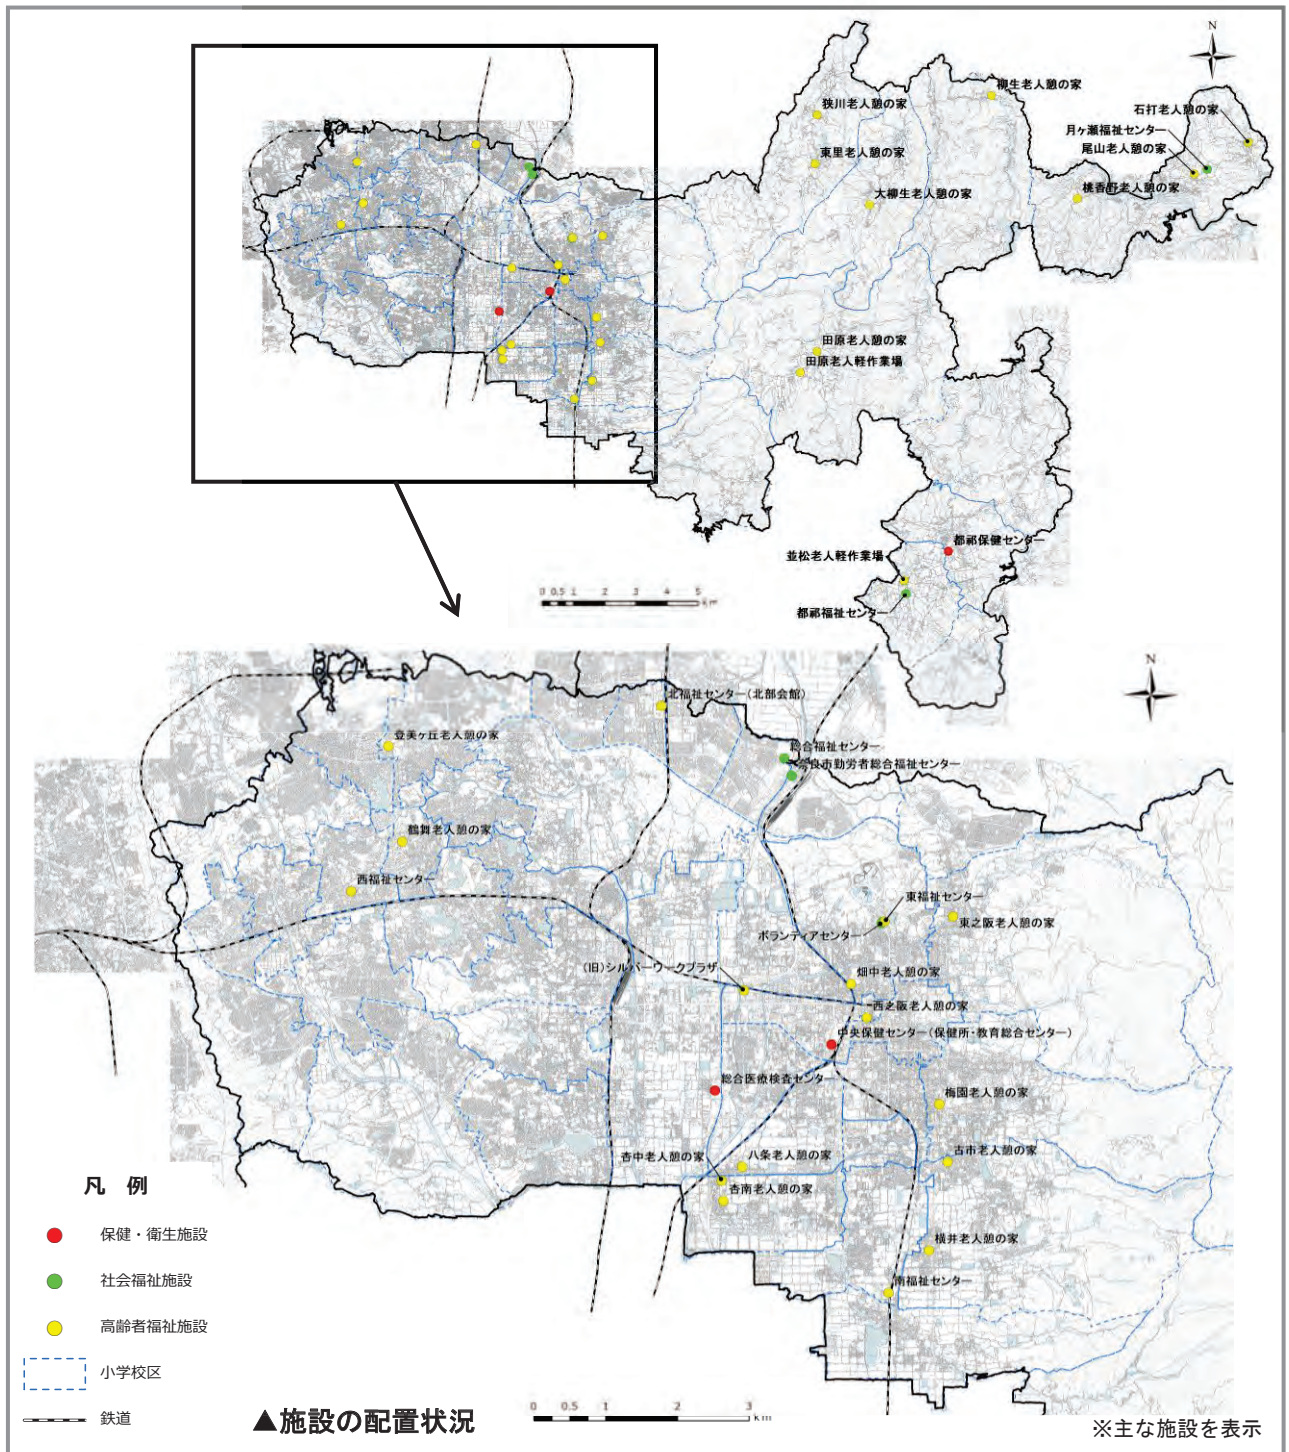 N
柳生老人憩の家
狭川老人憩の家
石打老人憩の家
月ヶ瀬福祉センター
東里老人憩の家
尾山老人憩の家
大柳生老人憩の家
桃香野老人憩の家
田原老人憩の家
田原老人軽作業場
都祁保健センター
並松老人軽作業場
0 0.5 1 2 3 4 5
km
都祁福祉センター
N
北福祉センター(北部会館)
登美ヶ丘老人憩の家
総合福祉センター
奈良市勤労者総合福祉センター
鶴舞老人憩の家
西福祉センター
東福祉センター
東之阪老人憩の家
ボランティアセンター
(旧)シルバーワークプラザ
畑中老人憩の家
西之阪老人憩の家
中央保健センター(保健所・教育総合センター)
総合医療検査センター
梅園老人憩の家
杏中老人憩の家
八条老人憩の家
古市老人憩の家
杏南老人憩の家
横井老人憩の家
南福祉センター
凡 例
保健・衛生施設
社会福祉施設
高齢者福祉施設
小学校区
鉄道
▲施設の配置状況
0 0.5 1 2 3
km
※主な施設を表示